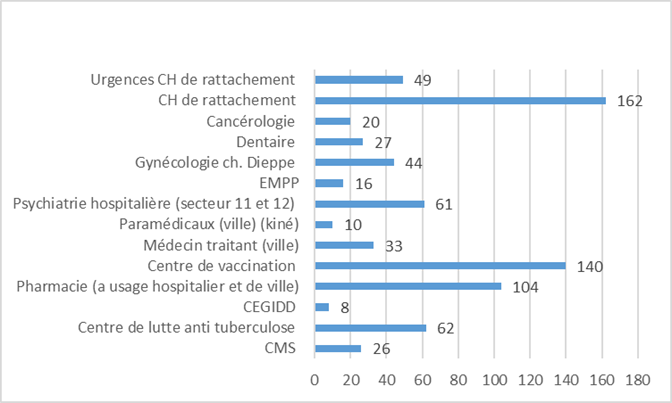 Urgences CH de rattachement 49
CH de rattachement 162
Cancérologie 20
Dentaire 27
Gynécologie ch. Dieppe 44
EMPP 16
Psychiatrie hospitalière (secteur 11 et 12) 61
Paramédicaux (ville) (kiné) 10
Médecin traitant (ville) 33
Centre de vaccination 140
Pharmacie (a usage hospitalier et de ville) 104
CEGIDD 8
Centre de lutte anti tuberculose 62
CMS 26
0 20 40 60 80 100 120 140 160 180